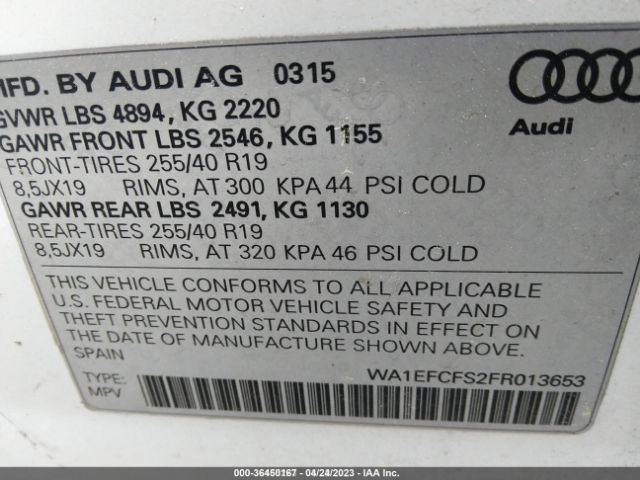 MFD. BY AUDI AG 0315
GVWR LBS 4894, KG 2220
GAWR FRONT LBS 2546, KG 1155
FRONT-TIRES 255/40 R19
8,5JX19 RIMS, AT 300 KPA 44 PSI COLD
GAWR REAR LBS 2491, KG 1130
REAR-TIRES 255/40 R19
8,5JX19 RIMS, AT 320 KPA 46 PSI COLD
Audi
THIS VEHICLE CONFORMS TO ALL APPLICABLE
U.S. FEDERAL MOTOR VEHICLE SAFETY AND
THEFT PREVENTION STANDARDS IN EFFECT ON
THE DATE OF MANUFACTURE SHOWN ABOVE.
SPAIN
WA1EFCFS2FR013653
TYPE:
MPV
000-36450167 - 04/24/2023 - IAA Inc.